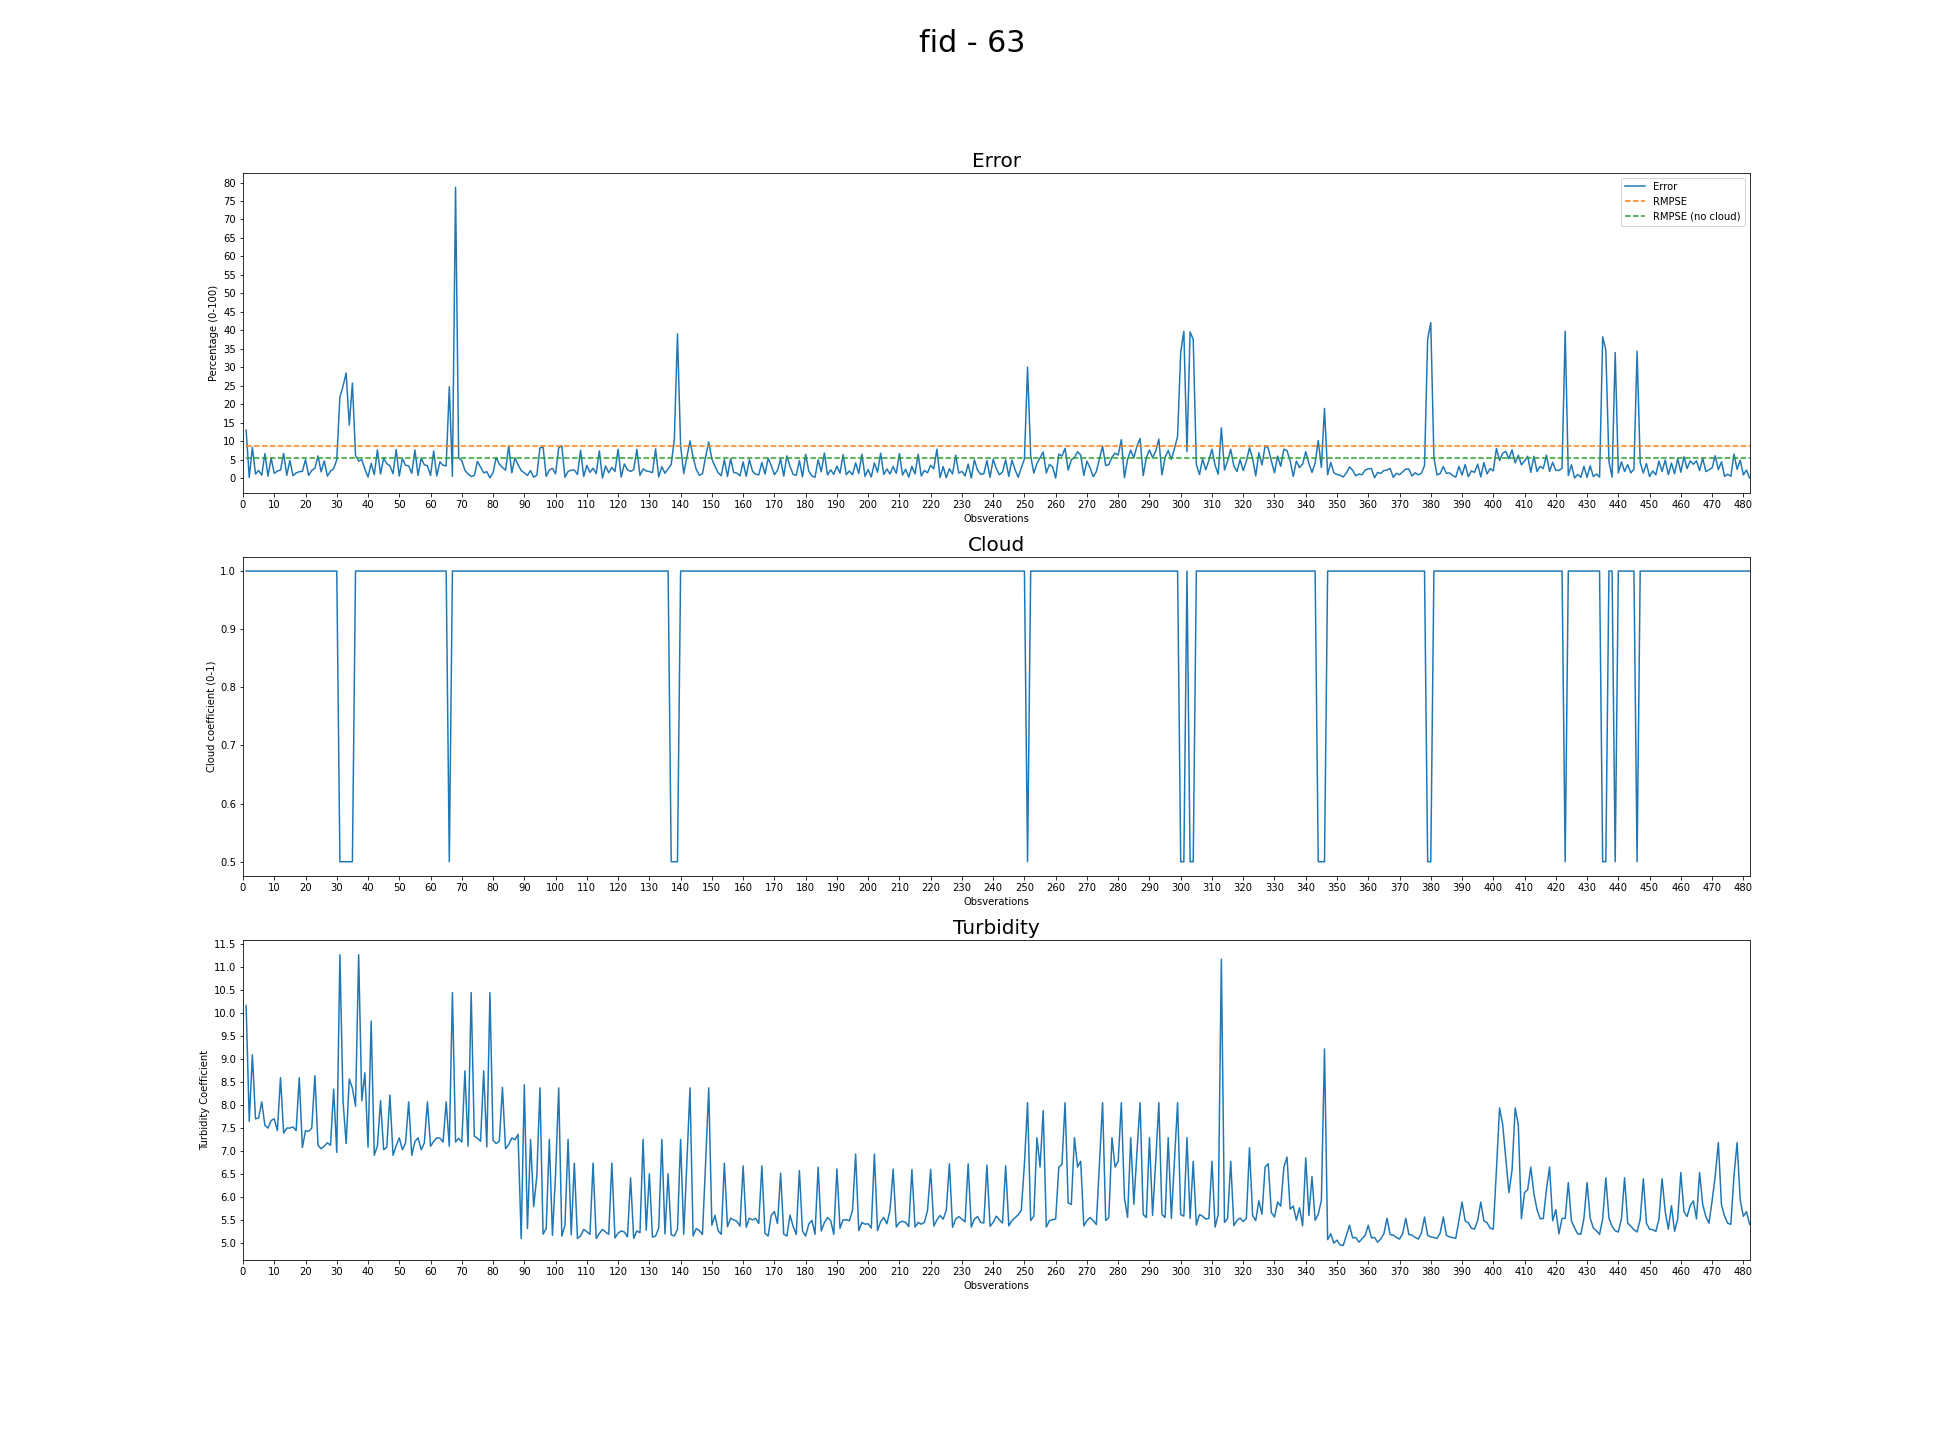 fid - 63
Error
80
75
70
65
60
55
50
45
40
35
30
25
20
15
10
5
0
Percentage (0-100)
Error
RMPSE
RMPSE (no cloud)
0 10 20 30 40 50 60 70 80 90 100 110 120 130 140 150 160 170 180 190 200 210 220 230 240 250 260 270 280 290 300 310 320 330 340 350 360 370 380 390 400 410 420 430 440 450 460 470 480
Obsverations
Cloud
1.0
0.9
0.8
0.7
0.6
0.5
Cloud coefficient (0-1)
0 10 20 30 40 50 60 70 80 90 100 110 120 130 140 150 160 170 180 190 200 210 220 230 240 250 260 270 280 290 300 310 320 330 340 350 360 370 380 390 400 410 420 430 440 450 460 470 480
Obsverations
Turbidity
11.5
11.0
10.5
10.0
9.5
9.0
8.5
8.0
7.5
7.0
6.5
6.0
5.5
5.0
Turbidity Coefficient
0 10 20 30 40 50 60 70 80 90 100 110 120 130 140 150 160 170 180 190 200 210 220 230 240 250 260 270 280 290 300 310 320 330 340 350 360 370 380 390 400 410 420 430 440 450 460 470 480
Obsverations